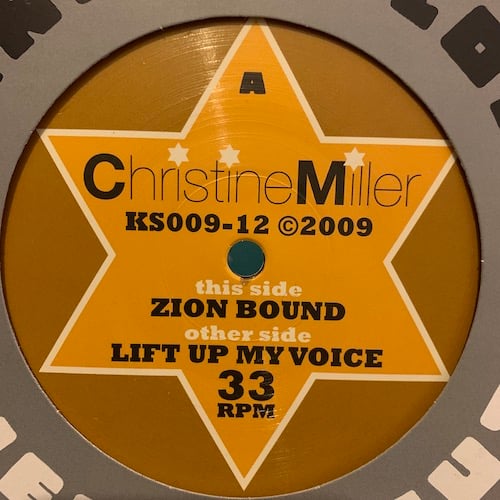 A
ChristineMiller
KS009-12 ©2009
this side
ZION BOUND
other side
LIFT UP MY VOICE
33
RPM